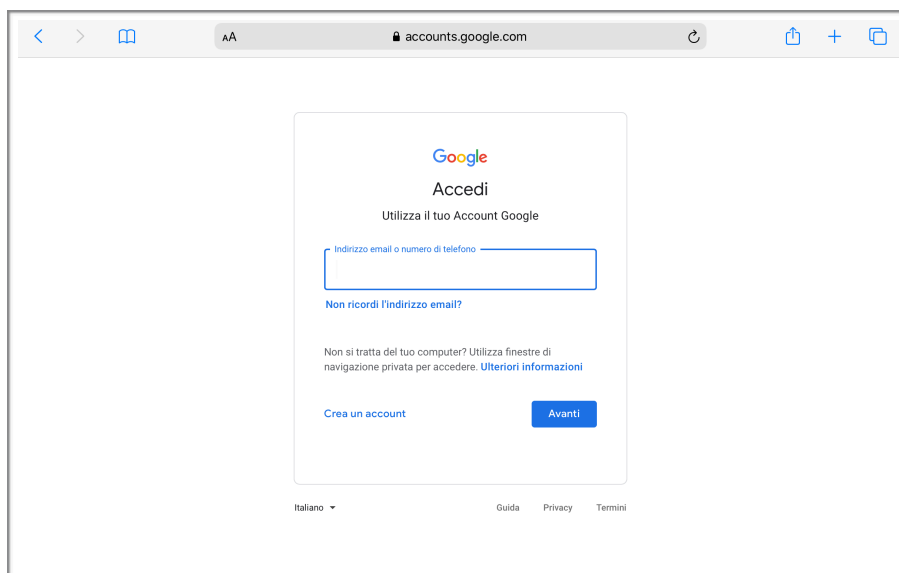 AA accounts.google.com
Google
Accedi
Utilizza il tuo Account Google
Indirizzo email o numero di telefono
Non ricordi l'indirizzo email?
Non si tratta del tuo computer? Utilizza finestre di
navigazione privata per accedere. Ulteriori informazioni
Crea un account Avanti
Italiano Guida Privacy Termini